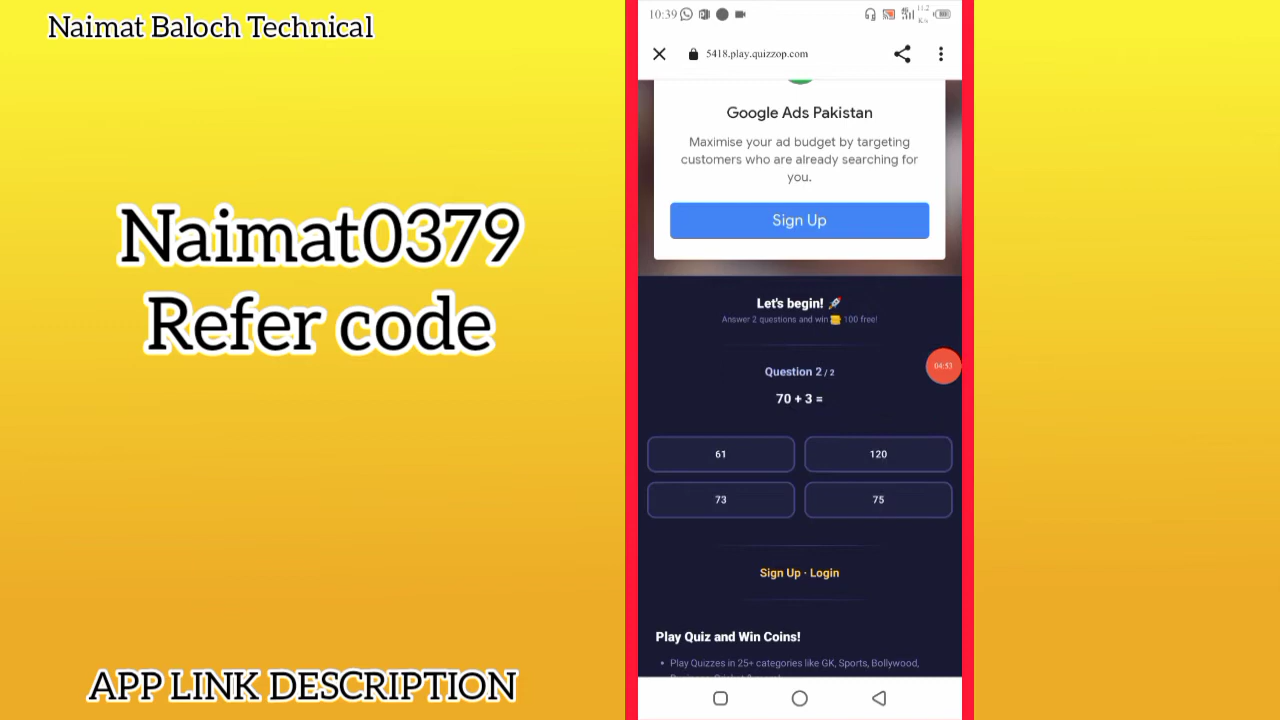 Naimat Baloch Technical
Naimat0379
Refer code
APP LINK DESCRIPTION
10:39
5418.play.quizzop.com
Google Ads Pakistan
Maximise your ad budget by targeting
customers who are already searching for
you.
Sign Up
Let's begin! 🚀
Answer 2 questions and win 100 free!
Question 2 / 2
04:53
70 + 3 =
61
120
73
75
Sign Up · Login
Play Quiz and Win Coins!
• Play Quizzes in 25+ categories like GK, Sports, Bollywood,